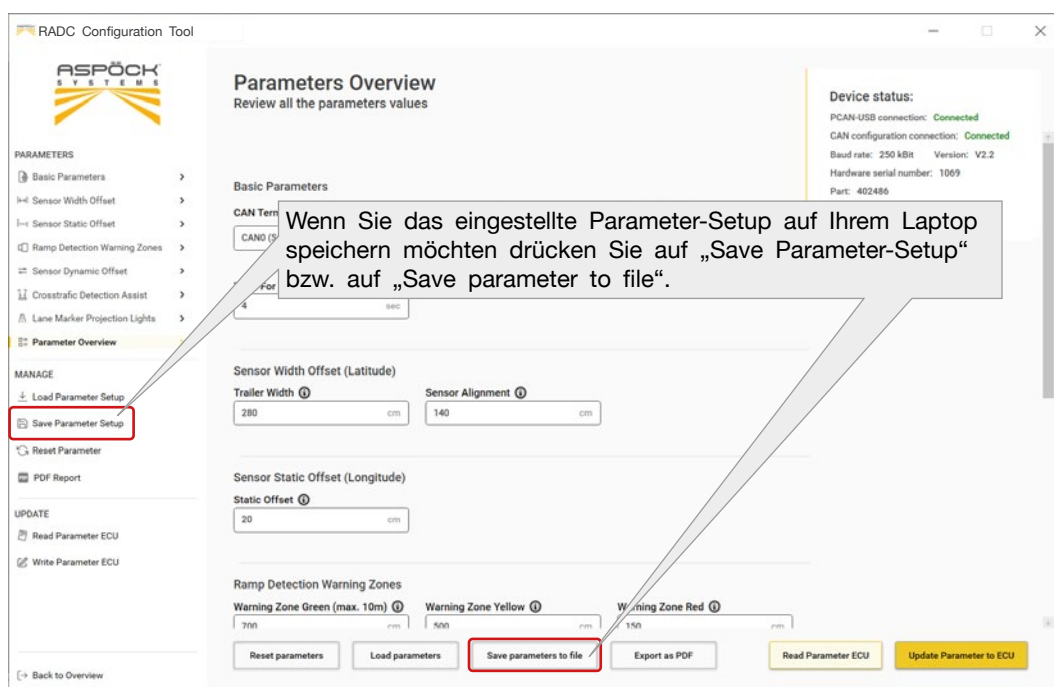 RADC Configuration Tool
ASPÖCK
SYSTEMS
PARAMETERS
Basic Parameters
Sensor Width Offset
Sensor Static Offset
Ramp Detection Warning Zones
Sensor Dynamic Offset
Crosstrafic Detection Assist
Lane Marker Projection Lights
Parameter Overview
MANAGE
Load Parameter Setup
Save Parameter Setup
Reset Parameter
PDF Report
UPDATE
Read Parameter ECU
Write Parameter ECU
Back to Overview
Parameters Overview
Review all the parameters values
Device status:
PCAN-USB connection: Connected
CAN configuration connection: Connected
Baud rate: 250 kBit Version: V2.2
Hardware serial number: 1069
Part: 402486
Basic Parameters
CAN
CAN0
Wenn Sie das eingestellte Parameter-Setup auf Ihrem Laptop
speichern möchten drücken Sie auf „Save Parameter-Setup“
bzw. auf „Save parameter to file“.
For
4 sec
Sensor Width Offset (Latitude)
Trailer Width Sensor Alignment
280 cm 140 cm
Sensor Static Offset (Longitude)
Static Offset
20 cm
Ramp Detection Warning Zones
Warning Zone Green (max. 10m) Warning Zone Yellow Warning Zone Red
700 cm 500 cm 150 cm
Reset parameters Load parameters Save parameters to file Export as PDF Read Parameter ECU Update Parameter to ECU